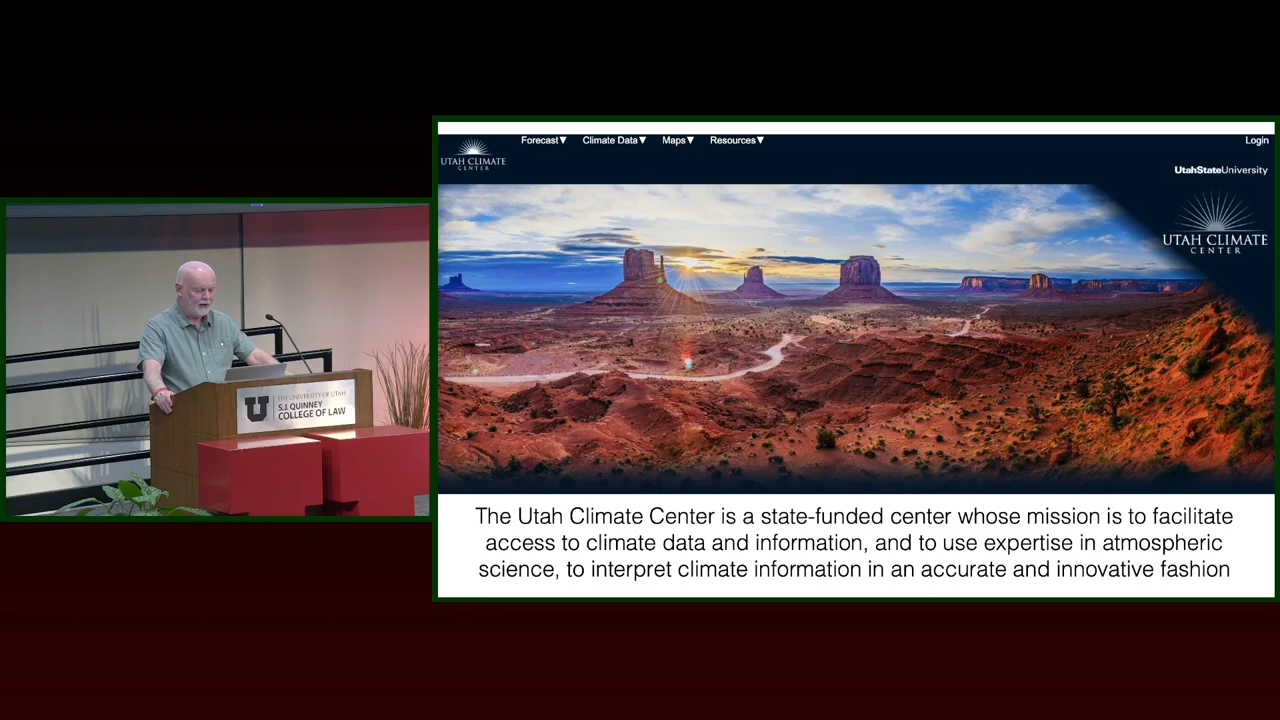 Forecast▼ Climate Data▼ Maps▼ Resources▼ Login
UTAH CLIMATE
CENTER
UtahStateUniversity
UTAH CLIMATE
CENTER
U
THE UNIVERSITY OF UTAH
S.J. QUINNEY
COLLEGE OF LAW
The Utah Climate Center is a state-funded center whose mission is to facilitate
access to climate data and information, and to use expertise in atmospheric
science, to interpret climate information in an accurate and innovative fashion